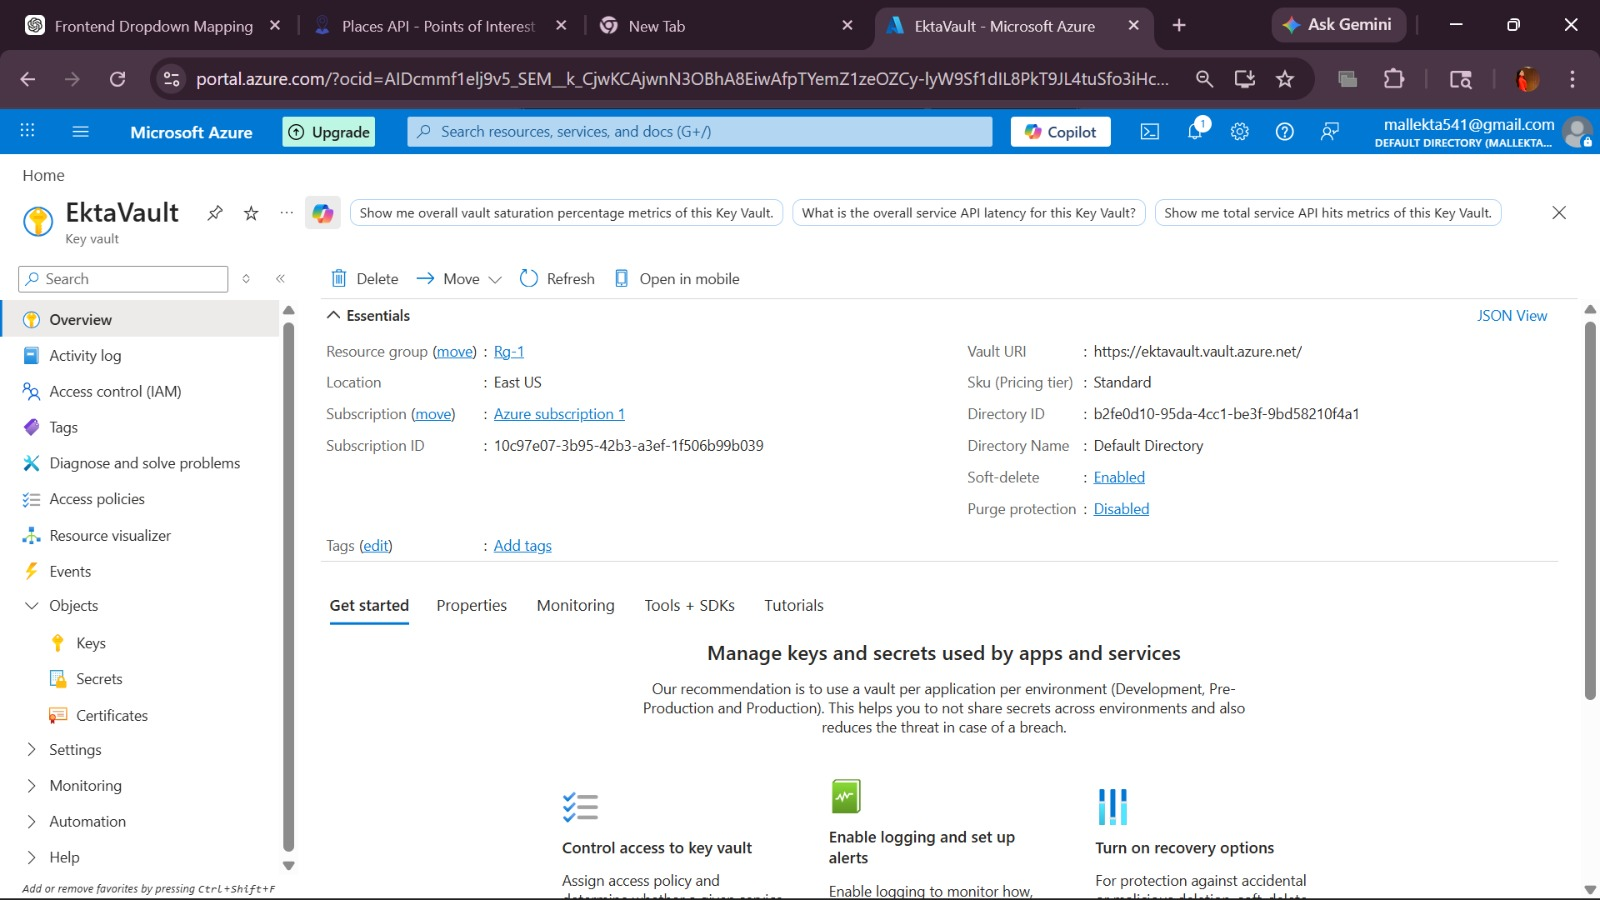 Frontend Dropdown Mapping
Places API - Points of Interest
New Tab
EktaVault - Microsoft Azure
Ask Gemini
portal.azure.com/?ocid=AIDcmmf1elj9v5_SEM__k_CjwKCAjwnN3OBhA8EiwAfpTYemZ1zeOZCy-lyW9Sf1dIL8PkT9JL4tuSfo3iHc...
Microsoft Azure
Upgrade
Search resources, services, and docs (G+/)
Copilot
1
mallekta541@gmail.com
DEFAULT DIRECTORY (MALLEKTA...
Home
EktaVault
Key vault
Show me overall vault saturation percentage metrics of this Key Vault.
What is the overall service API latency for this Key Vault?
Show me total service API hits metrics of this Key Vault.
Search
Overview
Activity log
Access control (IAM)
Tags
Diagnose and solve problems
Access policies
Resource visualizer
Events
Objects
Keys
Secrets
Certificates
Settings
Monitoring
Automation
Help
Add or remove favorites by pressing Ctrl+Shift+F
Delete
Move
Refresh
Open in mobile
Essentials
JSON View
Resource group (move) : Rg-1
Location : East US
Subscription (move) : Azure subscription 1
Subscription ID : 10c97e07-3b95-42b3-a3ef-1f506b99b039
Vault URI : https://ektavault.vault.azure.net/
Sku (Pricing tier) : Standard
Directory ID : b2fe0d10-95da-4cc1-be3f-9bd58210f4a1
Directory Name : Default Directory
Soft-delete : Enabled
Purge protection : Disabled
Tags (edit) : Add tags
Get started
Properties
Monitoring
Tools + SDKs
Tutorials
Manage keys and secrets used by apps and services
Our recommendation is to use a vault per application per environment (Development, Pre-
Production and Production). This helps you to not share secrets across environments and also
reduces the threat in case of a breach.
Control access to key vault
Assign access policy and
determine whether a given service
Enable logging and set up
alerts
Enable logging to monitor how,
Turn on recovery options
For protection against accidental
or malicious deletion, soft-delete